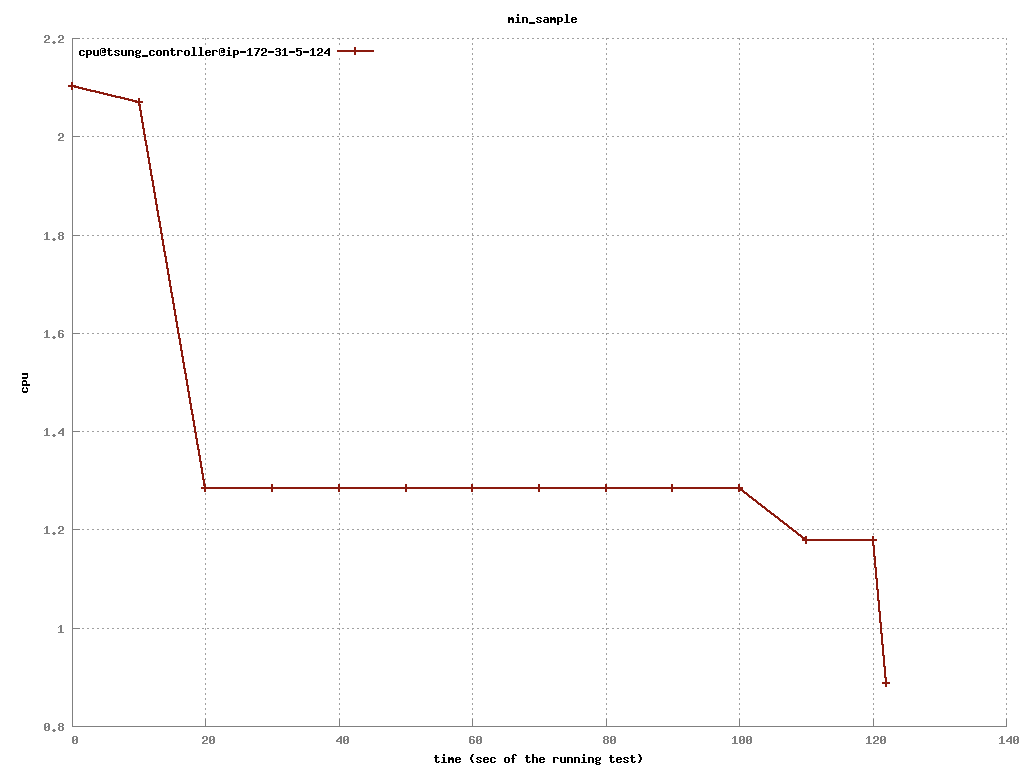 min_sample
cpu@tsung_controller@ip-172-31-5-124
2.2
2
1.8
1.6
1.4
1.2
1
0.8
cpu
0 20 40 60 80 100 120 140
time (sec of the running test)